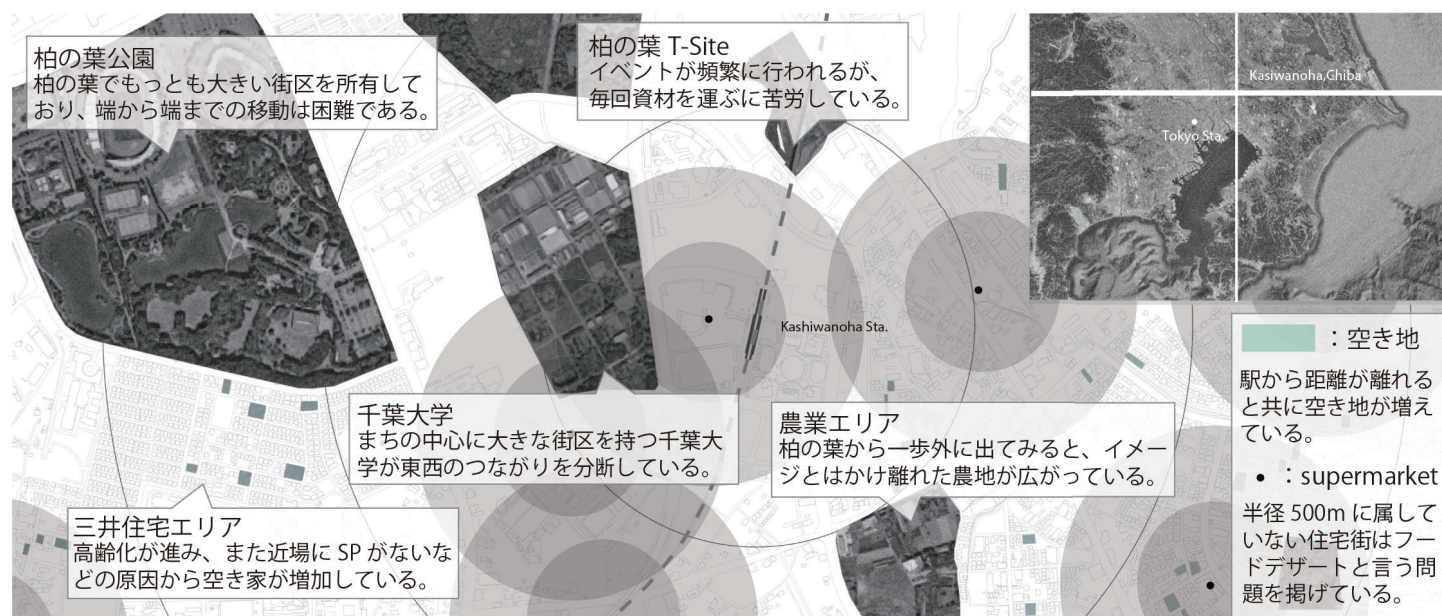 柏の葉公園
柏の葉でもっとも大きい街区を所有して
おり、端から端までの移動は困難である。
柏の葉 T-Site
イベントが頻繁に行われるが、
毎回資材を運ぶに苦労している。
Kasiwanoha,Chiba
Tokyo Sta.
Kashiwanoha Sta.
千葉大学
まちの中心に大きな街区を持つ千葉大
学が東西のつながりを分断している。
農業エリア
柏の葉から一歩外に出てみると、イメー
ジとはかけ離れた農地が広がっている。
三井住宅エリア
高齢化が進み、また近場に SP がないな
どの原因から空き家が増加している。
：空き地
駅から距離が離れる
と共に空き地が増え
ている。
：supermarket
半径 500m に属して
いない住宅街はフー
ドデザートと言う問
題を掲げている。